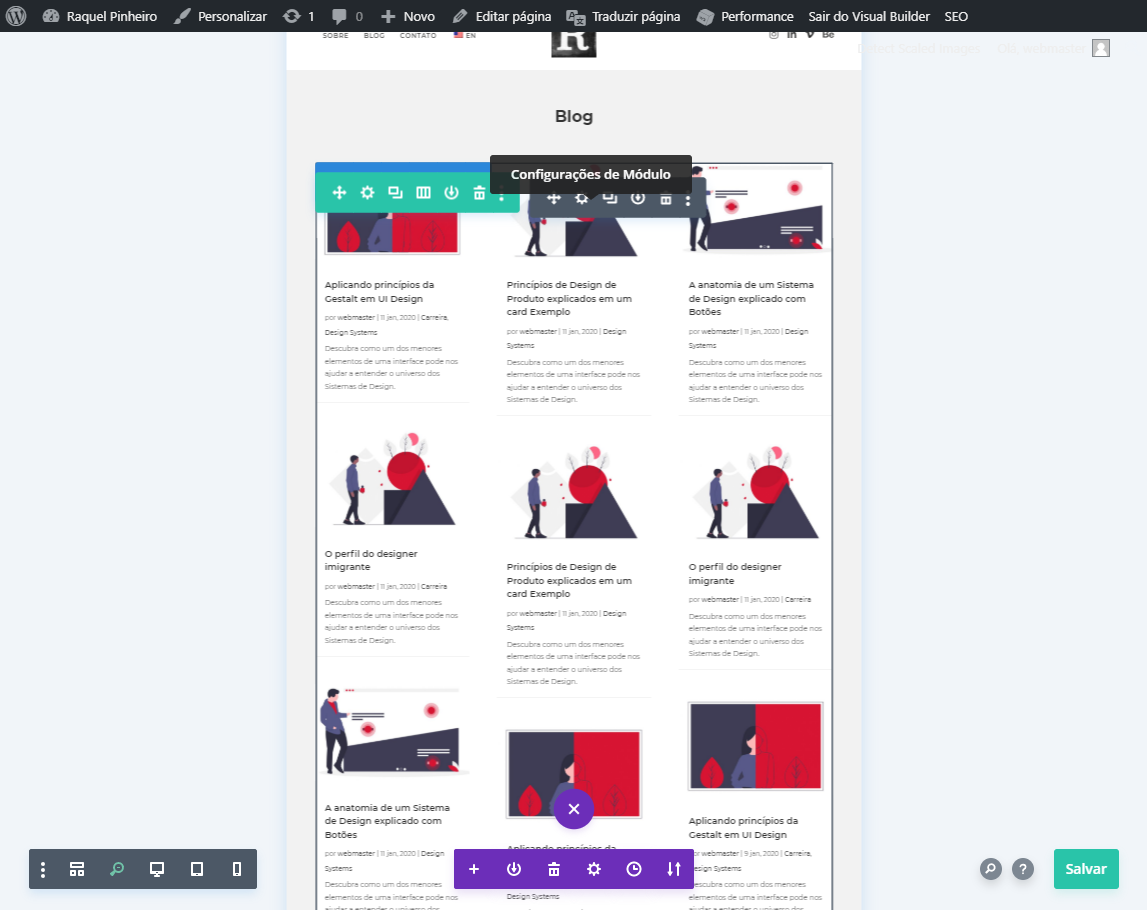 Raquel Pinheiro
Personalizar
1
0
Novo
Editar página
Traduzir página
Performance
Sair do Visual Builder
SEO
SOBRE
BLOG
CONTATO
EN
R
in
Bē
Blog
Configurações de Módulo
Aplicando princípios da
Gestalt em UI Design
por webmaster | 11 jan, 2020 | Carreira,
Design Systems
Descubra como um dos menores
elementos de uma interface pode nos
ajudar a entender o universo dos
Sistemas de Design.
Princípios de Design de
Produto explicados em um
card Exemplo
por webmaster | 11 jan, 2020 | Design
Systems
Descubra como um dos menores
elementos de uma interface pode nos
ajudar a entender o universo dos
Sistemas de Design.
A anatomia de um Sistema
de Design explicado com
Botões
por webmaster | 11 jan, 2020 | Design
Systems
Descubra como um dos menores
elementos de uma interface pode nos
ajudar a entender o universo dos
Sistemas de Design.
O perfil do designer
imigrante
por webmaster | 11 jan, 2020 | Carreira
Descubra como um dos menores
elementos de uma interface pode nos
ajudar a entender o universo dos
Sistemas de Design.
Princípios de Design de
Produto explicados em um
card Exemplo
por webmaster | 11 jan, 2020 | Design
Systems
Descubra como um dos menores
elementos de uma interface pode nos
ajudar a entender o universo dos
Sistemas de Design.
O perfil do designer
imigrante
por webmaster | 11 jan, 2020 | Carreira
Descubra como um dos menores
elementos de uma interface pode nos
ajudar a entender o universo dos
Sistemas de Design.
A anatomia de um Sistema
de Design explicado com
Botões
por webmaster | 11 jan, 2020 | Design
Systems
Descubra como um dos menores
elementos de uma interface pode nos
Aplicando princípios da
Design Systems
Aplicando princípios da
Gestalt em UI Design
por webmaster | 9 jan, 2020 | Carreira,
Design Systems
Descubra como um dos menores
elementos de uma interface pode nos
?
Salvar